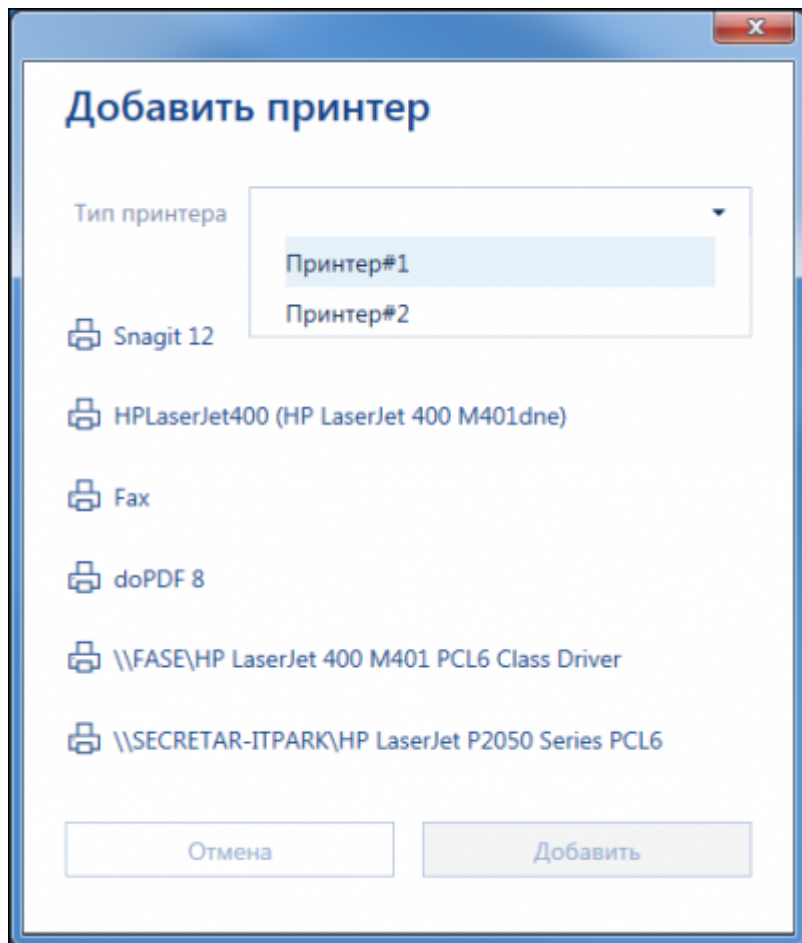 Добавить принтер
Тип принтера
Принтер#1
Принтер#2
Snagit 12
HPLaserJet400 (HP LaserJet 400 M401dne)
Fax
doPDF 8
\\FASE\HP LaserJet 400 M401 PCL6 Class Driver
\\SECRETAR-ITPARK\HP LaserJet P2050 Series PCL6
Отмена
Добавить